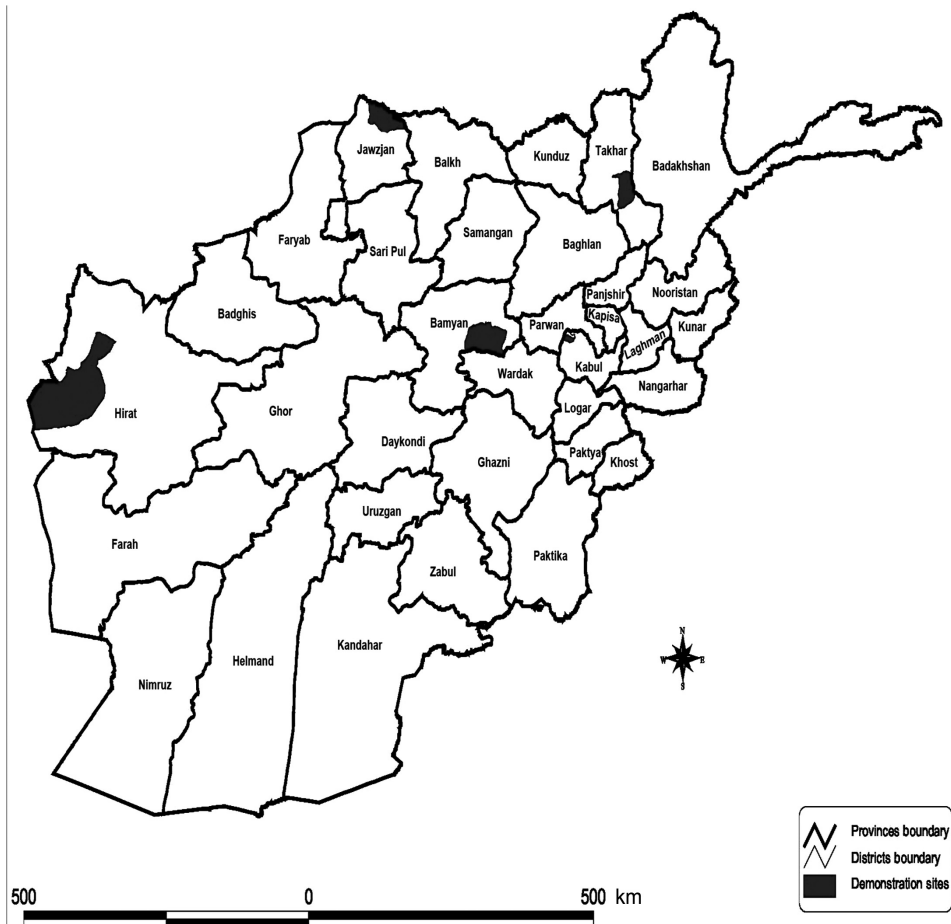 Jawzjan
Balkh
Kunduz
Takhar
Badakhshan
Faryab
Sari Pul
Samangan
Baghlan
Badghis
Bamyan
Parwan
Panjshir
Kapisa
Nooristan
Laghman
Kunar
Wardak
Kabul
Nangarhar
Hirat
Ghor
Daykondi
Logar
Ghazni
Paktya
Khost
Uruzgan
Farah
Zabul
Paktika
Kandahar
Helmand
Nimruz
N
W E
S
Provinces boundary
Districts boundary
Demonstration sites
500 0 500 km